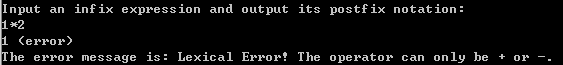 Input an infix expression and output its postfix notation:
1*2
1 (error)
The error message is: Lexical Error! The operator can only be + or -.